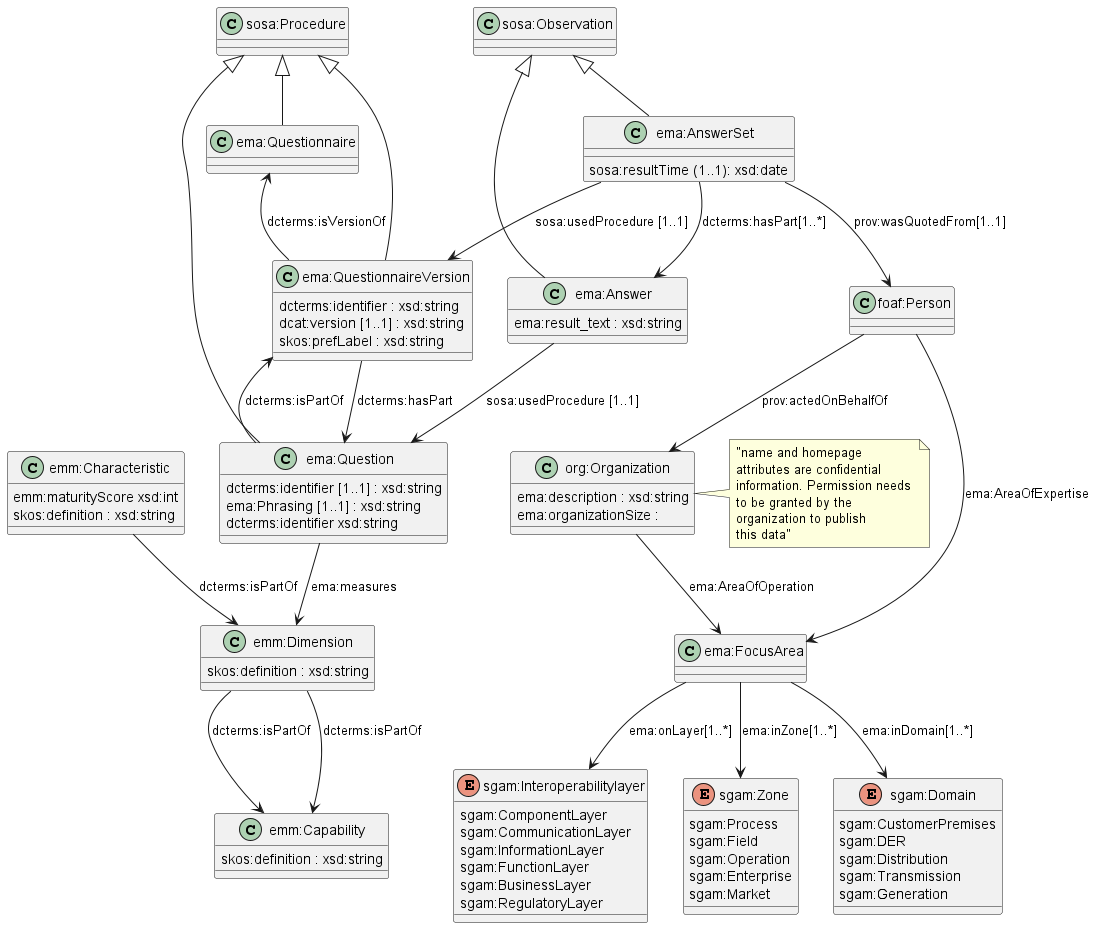 C sosa:Procedure
C sosa:Observation
C ema:AnswerSet
sosa:resultTime (1..1): xsd:date
C ema:Questionnaire
dcterms:isVersionOf
sosa:usedProcedure [1..1]
dcterms:hasPart[1..*]
prov:wasQuotedFrom[1..1]
C ema:QuestionnaireVersion
dcterms:identifier : xsd:string
dcat:version [1..1] : xsd:string
skos:prefLabel : xsd:string
C ema:Answer
ema:result_text : xsd:string
C foaf:Person
dcterms:isPartOf
dcterms:hasPart
sosa:usedProcedure [1..1]
prov:actedOnBehalfOf
C emm:Characteristic
emm:maturityScore xsd:int
skos:definition : xsd:string
C ema:Question
dcterms:identifier [1..1] : xsd:string
ema:Phrasing [1..1] : xsd:string
dcterms:identifier xsd:string
C org:Organization
ema:description : xsd:string
ema:organizationSize :
"name and homepage
attributes are confidential
information. Permission needs
to be granted by the
organization to publish
this data"
ema:AreaOfExpertise
dcterms:isPartOf
ema:measures
ema:AreaOfOperation
C emm:Dimension
skos:definition : xsd:string
C ema:FocusArea
dcterms:isPartOf
dcterms:isPartOf
ema:onLayer[1..*]
ema:inZone[1..*]
ema:inDomain[1..*]
C emm:Capability
skos:definition : xsd:string
E sgam:Interoperabilitylayer
sgam:ComponentLayer
sgam:CommunicationLayer
sgam:InformationLayer
sgam:FunctionLayer
sgam:BusinessLayer
sgam:RegulatoryLayer
E sgam:Zone
sgam:Process
sgam:Field
sgam:Operation
sgam:Enterprise
sgam:Market
E sgam:Domain
sgam:CustomerPremises
sgam:DER
sgam:Distribution
sgam:Transmission
sgam:Generation